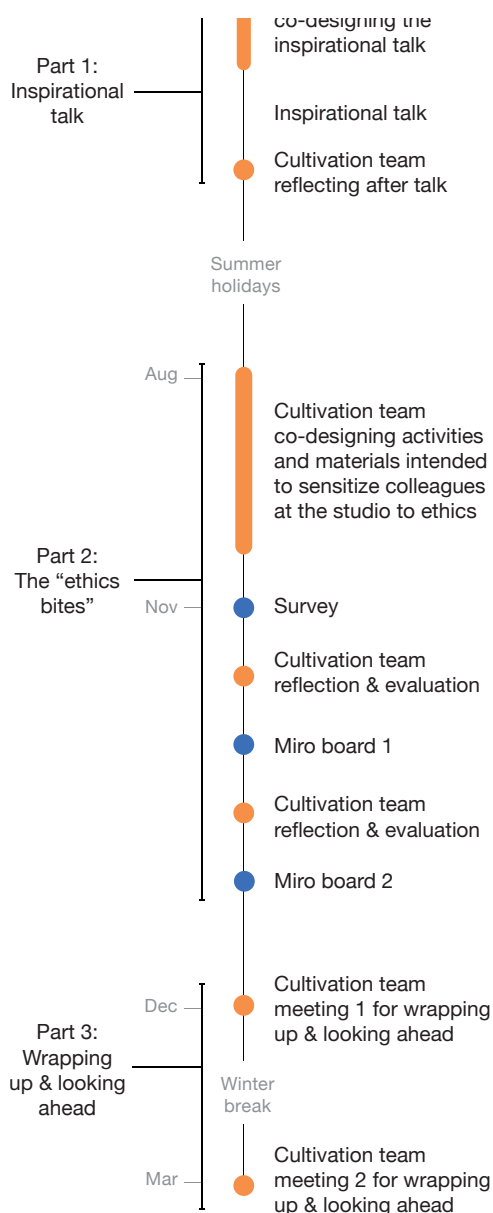 co-designing the
inspirational talk
Part 1:
Inspirational
talk
Inspirational talk
Cultivation team
reflecting after talk
Summer
holidays
Aug
Cultivation team
co-designing activities
and materials intended
to sensitize colleagues
at the studio to ethics
Part 2:
The “ethics
bites”
Nov
Survey
Cultivation team
reflection & evaluation
Miro board 1
Cultivation team
reflection & evaluation
Miro board 2
Cultivation team
meeting 1 for wrapping
up & looking ahead
Dec
Part 3:
Wrapping
up & looking
ahead
Winter
break
Mar
Cultivation team
meeting 2 for wrapping
up & looking ahead